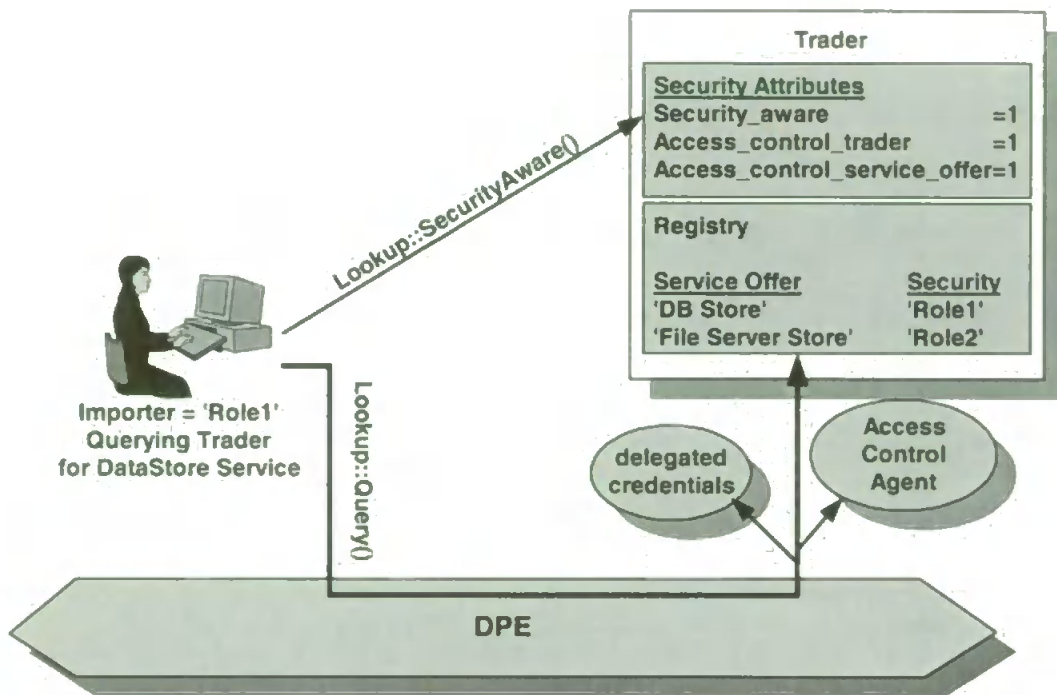 Trader
Security Attributes
Security_aware =1
Access_control_trader =1
Access_control_service_offer=1
Registry
Service Offer Security
'DB Store' 'Role1'
'File Server Store' 'Role2'
Lookup::SecurityAware()
Importer = 'Role1'
Querying Trader
for DataStore Service
Lookup::Query()
delegated
credentials
Access
Control
Agent
DPE